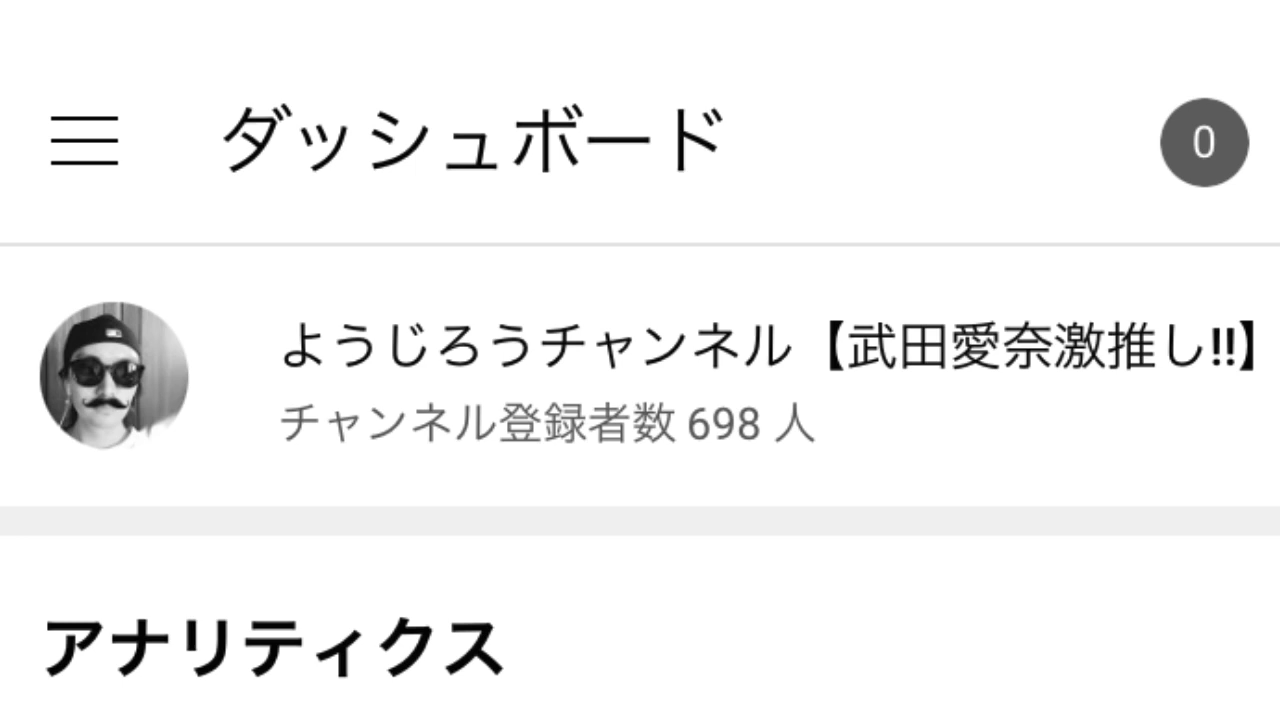 ダッシュボード
0
ようじろうチャンネル【武田愛奈激推し!!】
チャンネル登録者数 698 人
アナリティクス